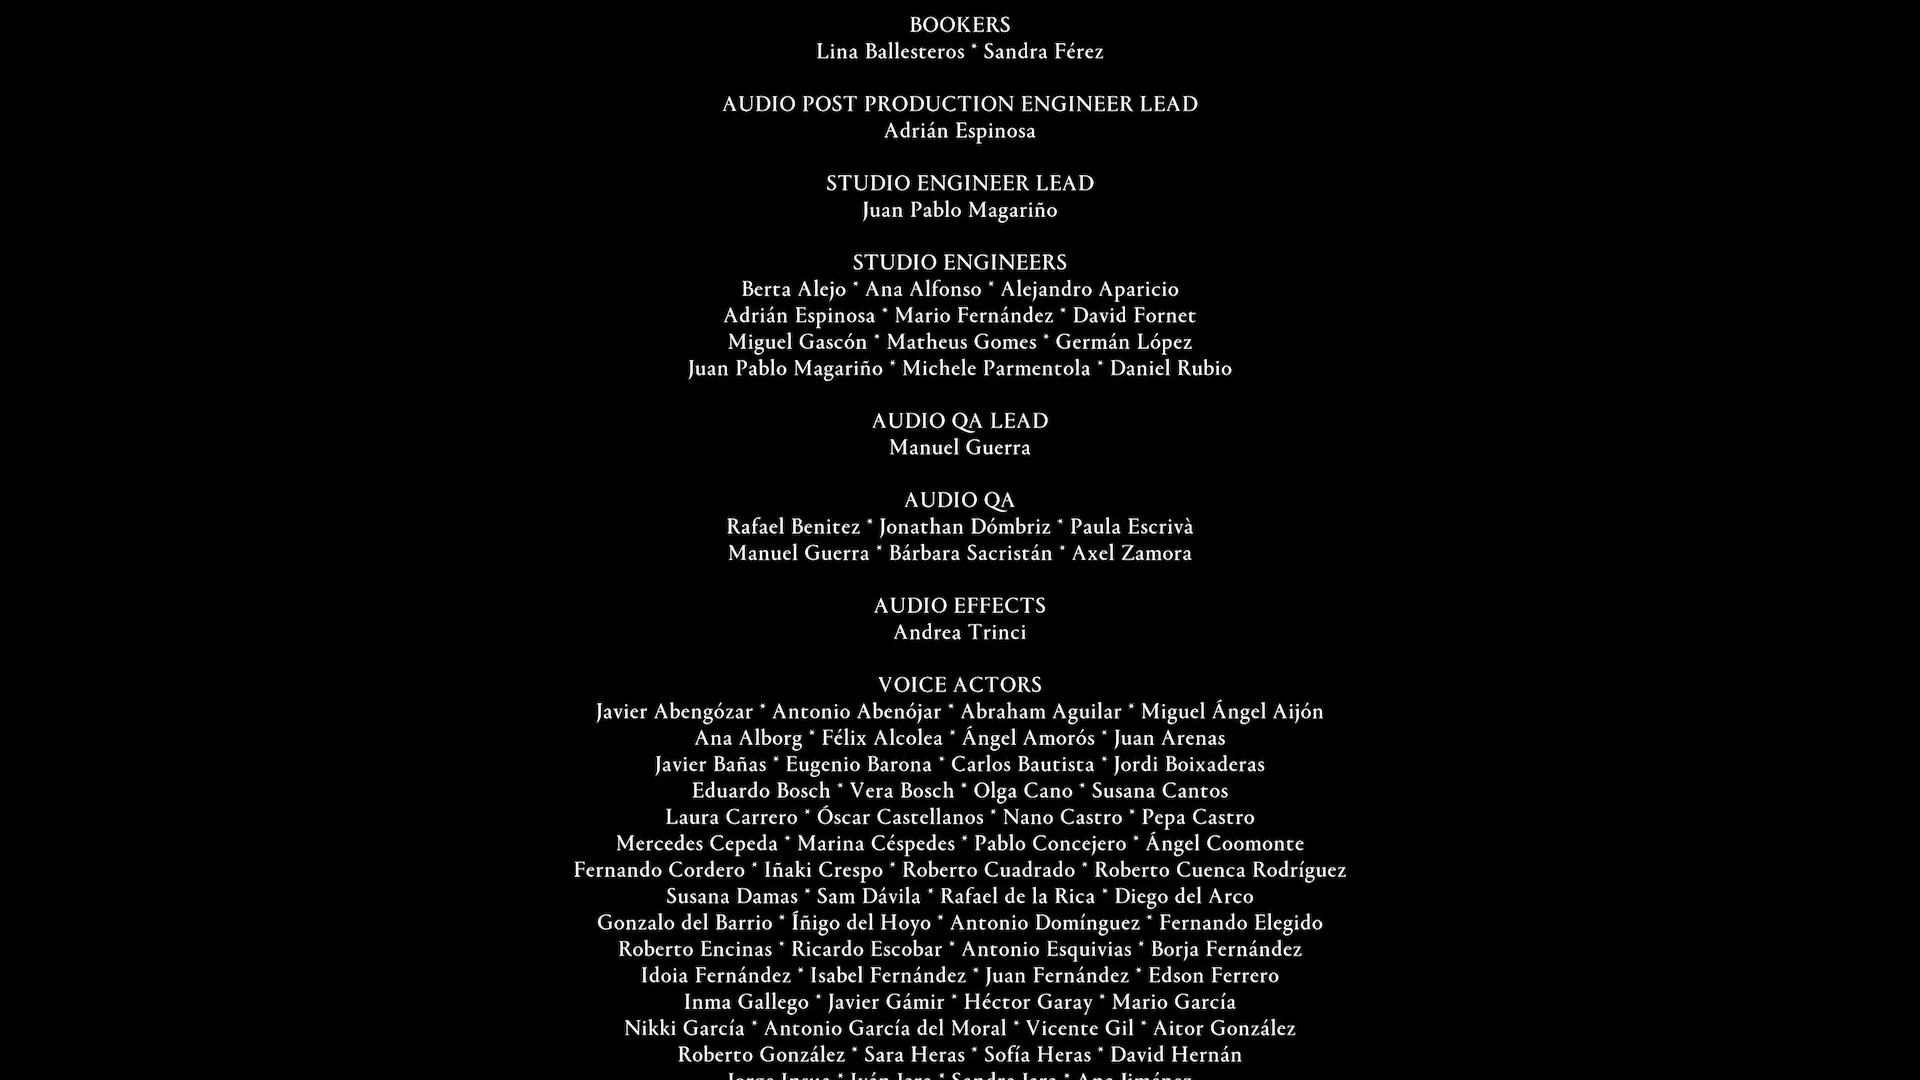 BOOKERS
Lina Ballesteros * Sandra Férez
AUDIO POST PRODUCTION ENGINEER LEAD
Adrián Espinosa
STUDIO ENGINEER LEAD
Juan Pablo Magariño
STUDIO ENGINEERS
Berta Alejo * Ana Alfonso * Alejandro Aparicio
Adrián Espinosa * Mario Fernández * David Fornet
Miguel Gascón * Matheus Gomes * Germán López
Juan Pablo Magariño * Michele Parmentola * Daniel Rubio
AUDIO QA LEAD
Manuel Guerra
AUDIO QA
Rafael Benitez * Jonathan Dómbriz * Paula Escrivà
Manuel Guerra * Bárbara Sacristán * Axel Zamora
AUDIO EFFECTS
Andrea Trinci
VOICE ACTORS
Javier Abengózar * Antonio Abenójar * Abraham Aguilar * Miguel Ángel Aijón
Ana Alborg * Félix Alcolea * Ángel Amorós * Juan Arenas
Javier Bañas * Eugenio Barona * Carlos Bautista * Jordi Boixaderas
Eduardo Bosch * Vera Bosch * Olga Cano * Susana Cantos
Laura Carrero * Óscar Castellanos * Nano Castro * Pepa Castro
Mercedes Cepeda * Marina Céspedes * Pablo Concejero * Ángel Coomonte
Fernando Cordero * Iñaki Crespo * Roberto Cuadrado * Roberto Cuenca Rodríguez
Susana Damas * Sam Dávila * Rafael de la Rica * Diego del Arco
Gonzalo del Barrio * Íñigo del Hoyo * Antonio Domínguez * Fernando Elegido
Roberto Encinas * Ricardo Escobar * Antonio Esquivias * Borja Fernández
Idoia Fernández * Isabel Fernández * Juan Fernández * Edson Ferrero
Inma Gallego * Javier Gámir * Héctor Garay * Mario García
Nikki García * Antonio García del Moral * Vicente Gil * Aitor González
Roberto González * Sara Heras * Sofía Heras * David Hernán